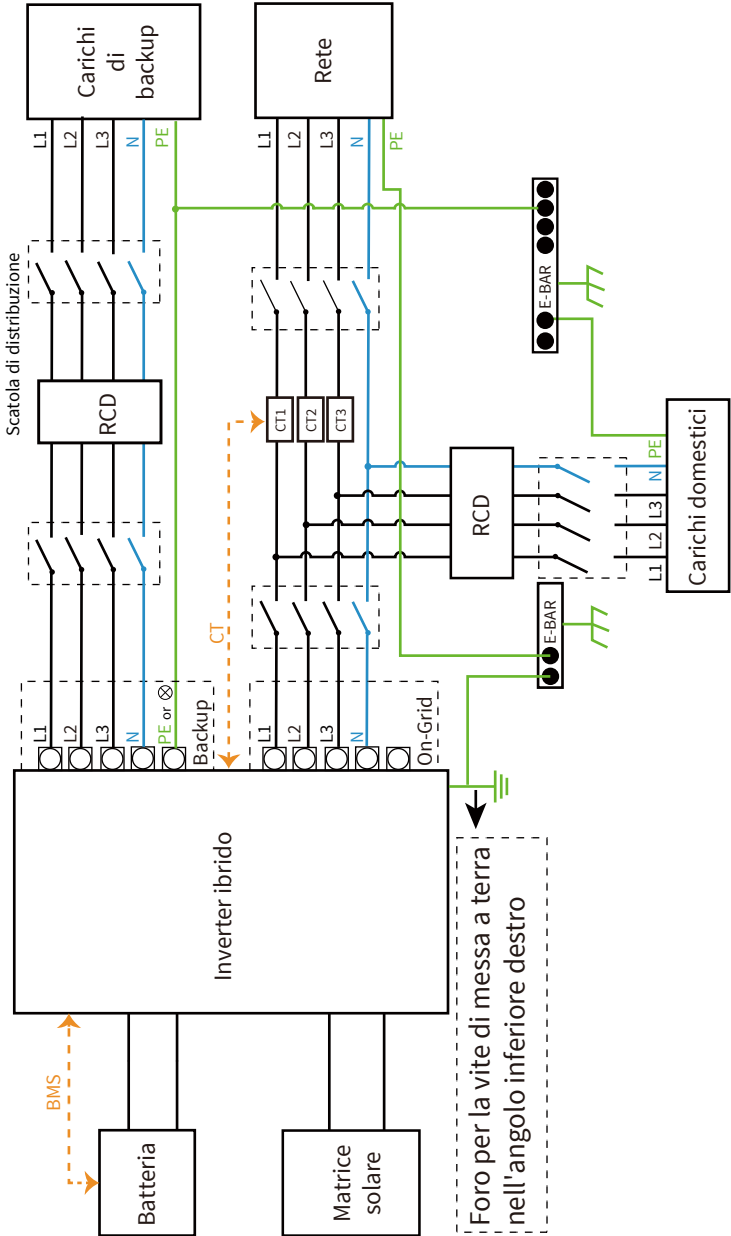 Scatola di distribuzione
Carichi
di
backup
Rete
L1
L2
L3
N
PE
L1
L2
L3
N
PE
RCD
CT1
CT2
CT3
E-BAR
RCD
Carichi domestici
L1
L2
L3
N
PE
E-BAR
CT
L1
L2
L3
N
PE or ⊗
Backup
L1
L2
L3
N
On-Grid
Inverter ibrido
Foro per la vite di messa a terra
nell'angolo inferiore destro
BMS
Batteria
Matrice
solare